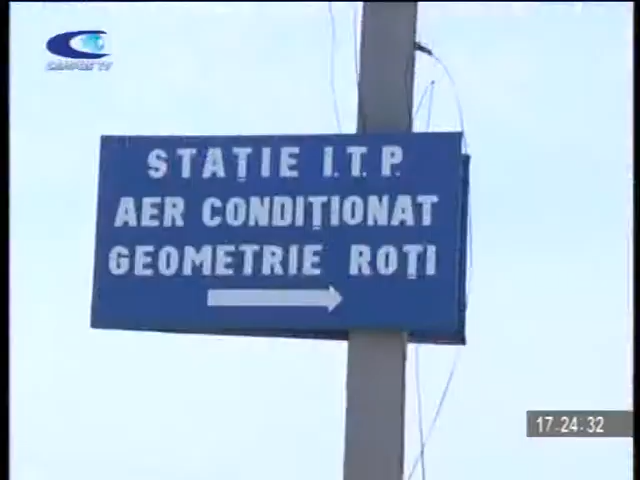 STAȚIE I.T.P.
AER CONDIȚIONAT
GEOMETRIE ROȚI
17:24:32